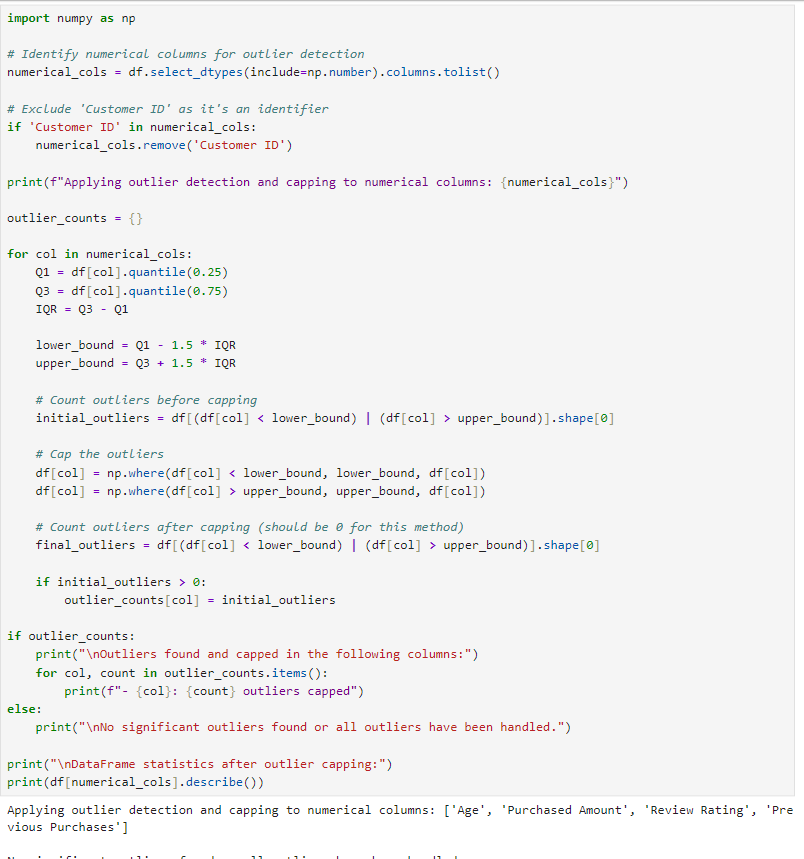 import numpy as np
# Identify numerical columns for outlier detection
numerical_cols = df.select_dtypes(include=np.number).columns.tolist()
# Exclude 'Customer ID' as it's an identifier
if 'Customer ID' in numerical_cols:
    numerical_cols.remove('Customer ID')
print(f"Applying outlier detection and capping to numerical columns: {numerical_cols}")
outlier_counts = {}
for col in numerical_cols:
    Q1 = df[col].quantile(0.25)
    Q3 = df[col].quantile(0.75)
    IQR = Q3 - Q1
    lower_bound = Q1 - 1.5 * IQR
    upper_bound = Q3 + 1.5 * IQR
    # Count outliers before capping
    initial_outliers = df[(df[col] < lower_bound) | (df[col] > upper_bound)].shape[0]
    # Cap the outliers
    df[col] = np.where(df[col] < lower_bound, lower_bound, df[col])
    df[col] = np.where(df[col] > upper_bound, upper_bound, df[col])
    # Count outliers after capping (should be 0 for this method)
    final_outliers = df[(df[col] < lower_bound) | (df[col] > upper_bound)].shape[0]
    if initial_outliers > 0:
        outlier_counts[col] = initial_outliers
if outlier_counts:
    print("\nOutliers found and capped in the following columns:")
    for col, count in outlier_counts.items():
        print(f"- {col}: {count} outliers capped")
else:
    print("\nNo significant outliers found or all outliers have been handled.")
print("\nDataFrame statistics after outlier capping:")
print(df[numerical_cols].describe())
Applying outlier detection and capping to numerical columns: ['Age', 'Purchased Amount', 'Review Rating', 'Pre
vious Purchases']